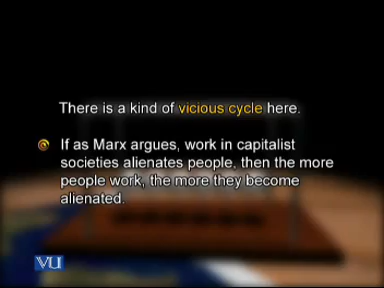 There is a kind of vicious cycle here.
If as Marx argues, work in capitalist
societies alienates people, then the more
people work, the more they become
alienated.
VU